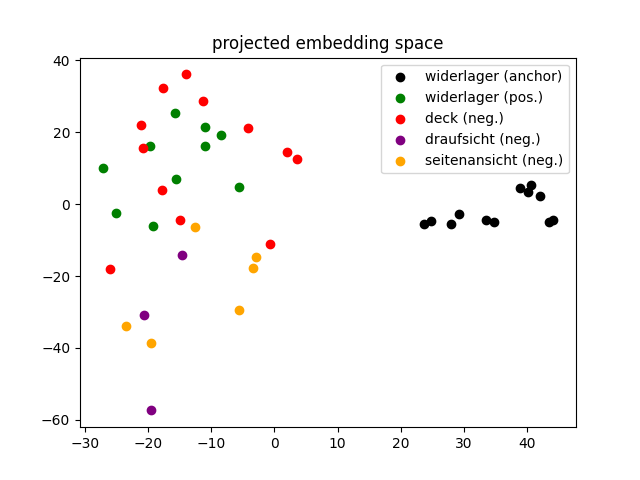 projected embedding space
widerlager (anchor)
widerlager (pos.)
deck (neg.)
draufsicht (neg.)
seitenansicht (neg.)
40
20
0
−20
−40
−60
−30 −20 −10 0 10 20 30 40